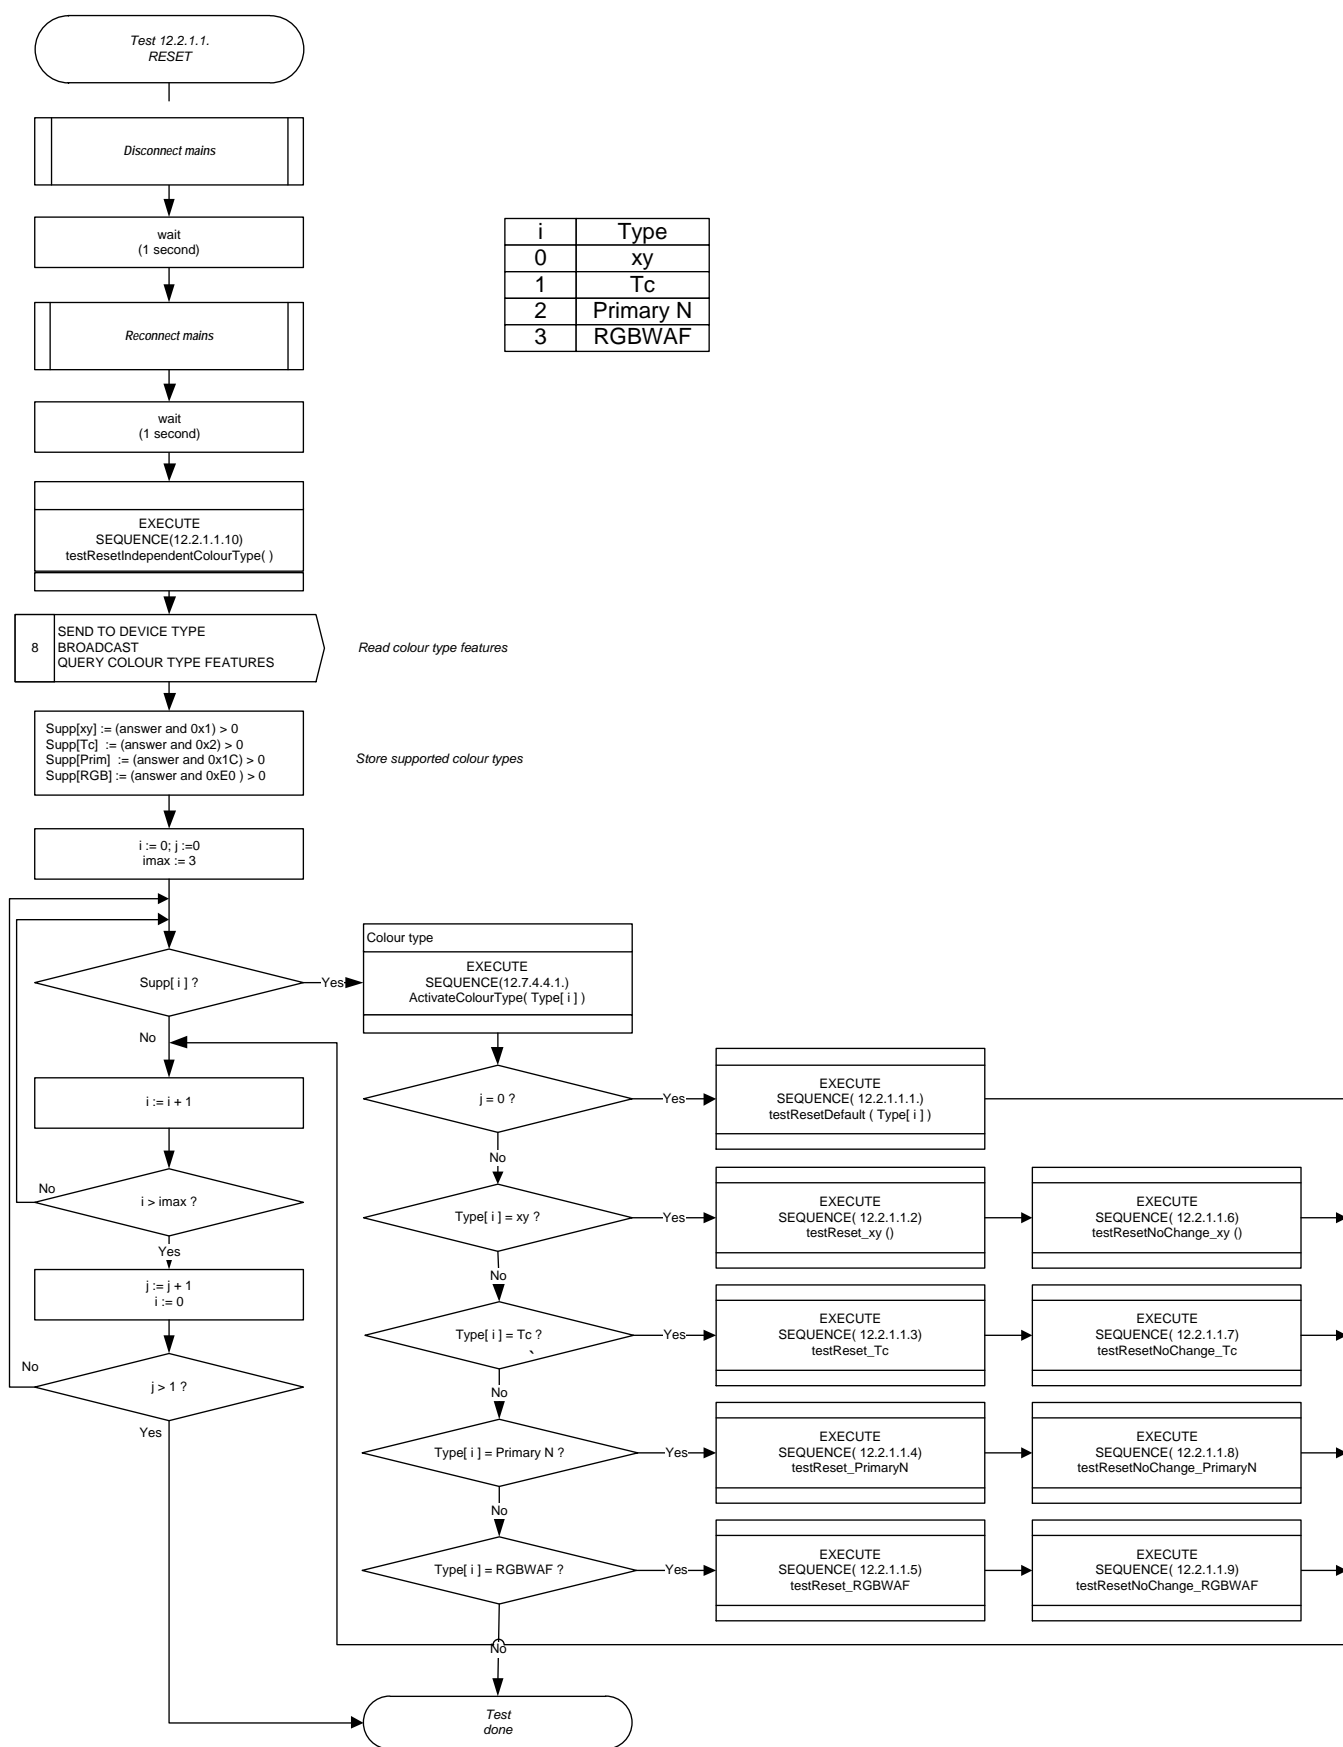 Test 12.2.1.1.
RESET
Disconnect mains
wait
(1 second)
Reconnect mains
wait
(1 second)
EXECUTE
SEQUENCE(12.2.1.1.10)
testResetIndependentColourType( )
8
SEND TO DEVICE TYPE
BROADCAST
QUERY COLOUR TYPE FEATURES
Read colour type features
Supp[xy] := (answer and 0x1) > 0
Supp[Tc] := (answer and 0x2) > 0
Supp[Prim] := (answer and 0x1C) > 0
Supp[RGB] := (answer and 0xE0 ) > 0
Store supported colour types
i := 0; j :=0
imax := 3
i Type
0 xy
1 Tc
2 Primary N
3 RGBWAF
Supp[ i ] ?
Yes
No
i := i + 1
i > imax ?
No
Yes
j := j + 1
i := 0
j > 1 ?
No
Yes
Colour type
EXECUTE
SEQUENCE(12.7.4.4.1.)
ActivateColourType( Type[ i ] )
j = 0 ?
Yes
EXECUTE
SEQUENCE( 12.2.1.1.1.)
testResetDefault ( Type[ i ] )
No
Type[ i ] = xy ?
Yes
EXECUTE
SEQUENCE( 12.2.1.1.2)
testReset_xy ()
EXECUTE
SEQUENCE( 12.2.1.1.6)
testResetNoChange_xy ()
No
Type[ i ] = Tc ?
`
Yes
EXECUTE
SEQUENCE( 12.2.1.1.3)
testReset_Tc
EXECUTE
SEQUENCE( 12.2.1.1.7)
testResetNoChange_Tc
No
Type[ i ] = Primary N ?
Yes
EXECUTE
SEQUENCE( 12.2.1.1.4)
testReset_PrimaryN
EXECUTE
SEQUENCE( 12.2.1.1.8)
testResetNoChange_PrimaryN
No
Type[ i ] = RGBWAF ?
Yes
EXECUTE
SEQUENCE( 12.2.1.1.5)
testReset_RGBWAF
EXECUTE
SEQUENCE( 12.2.1.1.9)
testResetNoChange_RGBWAF
No
Test
done